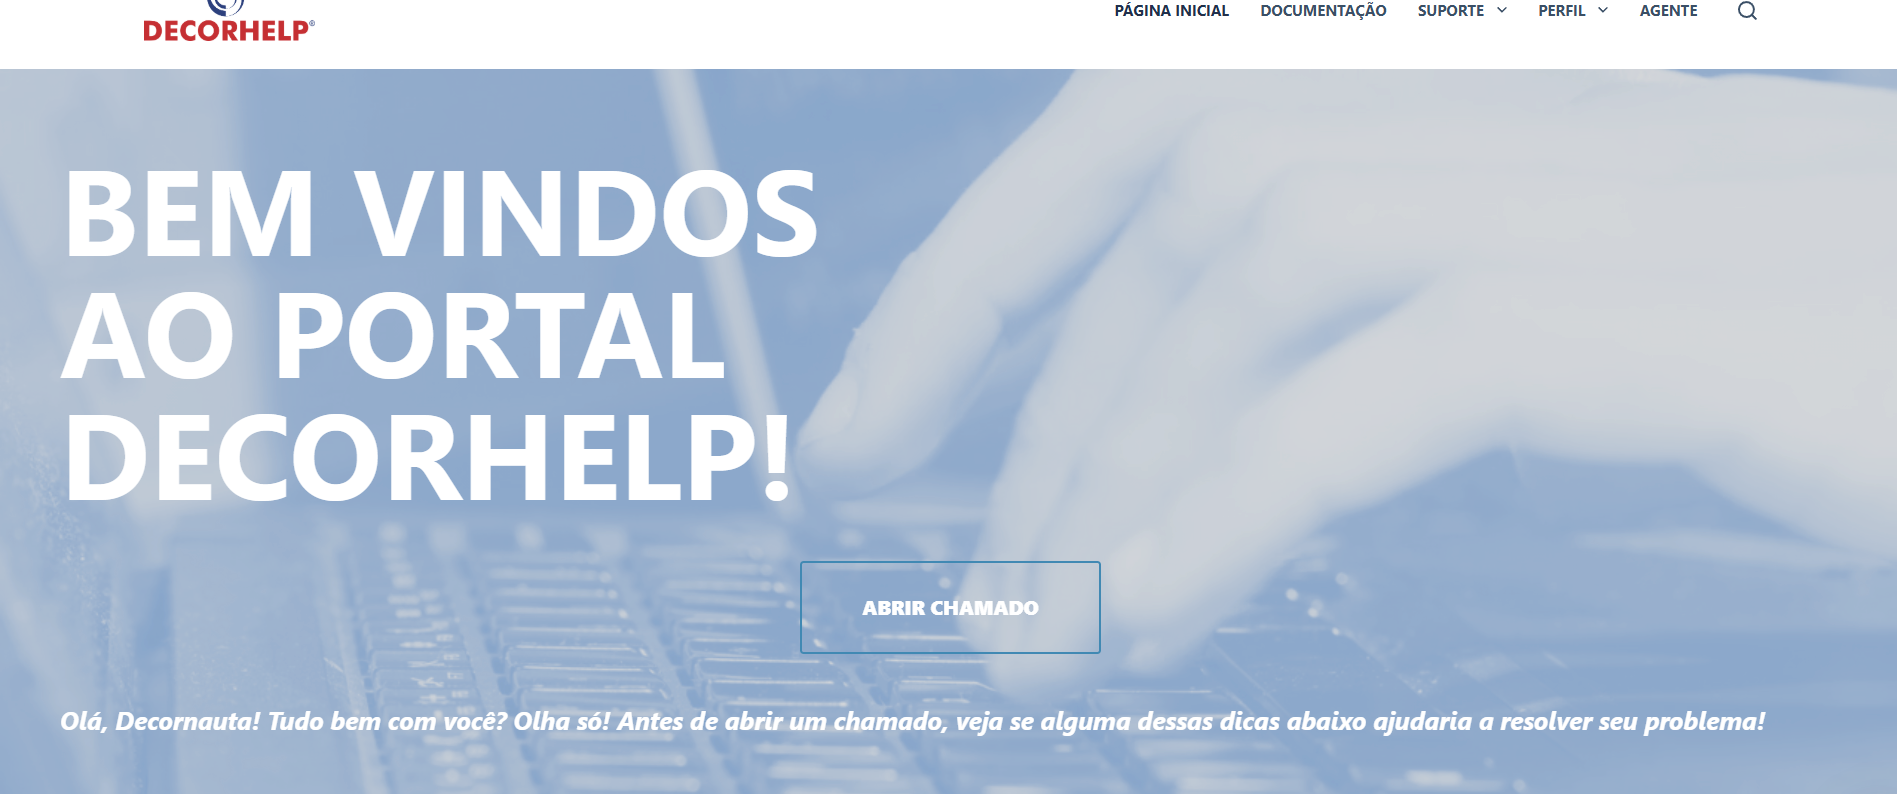 DECORHELP®
PÁGINA INICIAL DOCUMENTAÇÃO SUPORTE PERFIL AGENTE
BEM VINDOS
AO PORTAL
DECORHELP!
ABRIR CHAMADO
Olá, Decornauta! Tudo bem com você? Olha só! Antes de abrir um chamado, veja se alguma dessas dicas abaixo ajudaria a resolver seu problema!